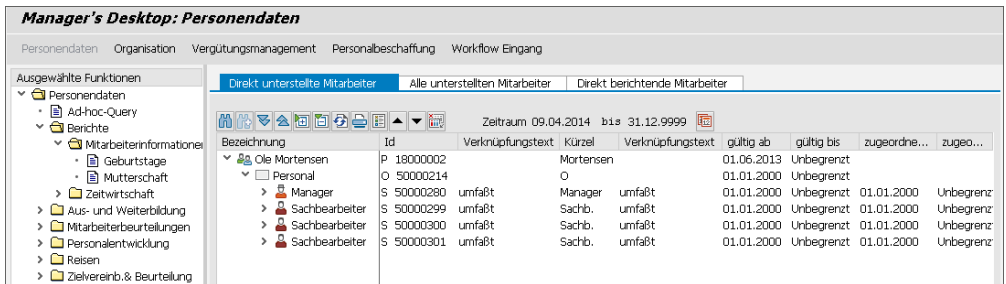 Manager's Desktop: Personendaten
Personendaten Organisation Vergütungsmanagement Personalbeschaffung Workflow Eingang
Ausgewählte Funktionen
Personendaten
Ad-hoc-Query
Berichte
Mitarbeiterinformationen
Geburtstage
Mutterschaft
Zeitwirtschaft
Aus- und Weiterbildung
Mitarbeiterbeurteilungen
Personalentwicklung
Reisen
Zielvereinb.& Beurteilung
Direkt unterstellte Mitarbeiter Alle unterstellten Mitarbeiter Direkt berichtende Mitarbeiter
Zeitraum 09.04.2014 bis 31.12.9999
Bezeichnung Id Verknüpfungstext Kürzel Verknüpfungstext gültig ab gültig bis zugeordne... zugeo...
Ole Mortensen P 18000002 Mortensen 01.06.2013 Unbegrenzt
Personal O 50000214 O 01.01.2000 Unbegrenzt
Manager S 50000280 umfaßt Manager umfaßt 01.01.2000 Unbegrenzt 01.01.2000 Unbegrenz
Sachbearbeiter S 50000299 umfaßt Sachb. umfaßt 01.01.2000 Unbegrenzt 01.01.2000 Unbegrenz
Sachbearbeiter S 50000300 umfaßt Sachb. umfaßt 01.01.2000 Unbegrenzt 01.01.2000 Unbegrenz
Sachbearbeiter S 50000301 umfaßt Sachb. umfaßt 01.01.2000 Unbegrenzt 01.01.2000 Unbegrenz